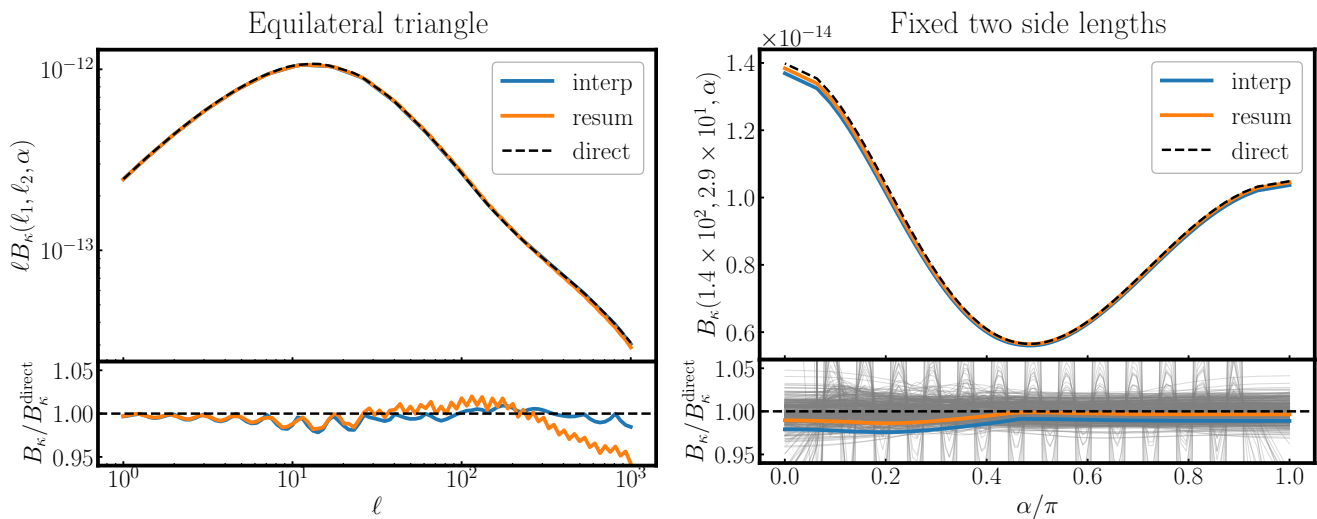 Equilateral triangle
ℓB_κ(ℓ₁, ℓ₂, α)
10⁻¹²
10⁻¹³
interp
resum
direct
B_κ/B_κ^direct
1.05
1.00
0.95
10⁰
10¹
10²
10³
ℓ
Fixed two side lengths
×10⁻¹⁴
B_κ(1.4 × 10², 2.9 × 10¹, α)
1.4
1.2
1.0
0.8
0.6
interp
resum
direct
B_κ/B_κ^direct
1.05
1.00
0.95
0.0
0.2
0.4
0.6
0.8
1.0
α/π